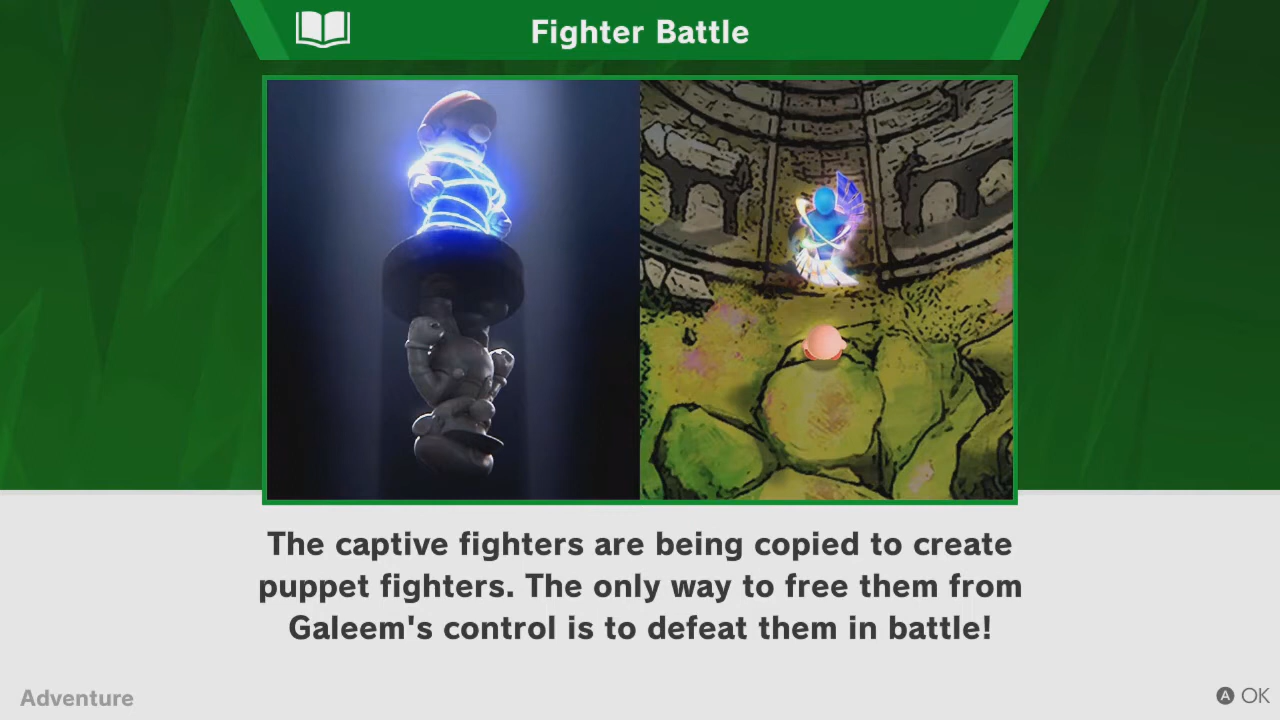 Fighter Battle
The captive fighters are being copied to create
puppet fighters. The only way to free them from
Galeem's control is to defeat them in battle!
Adventure
A OK